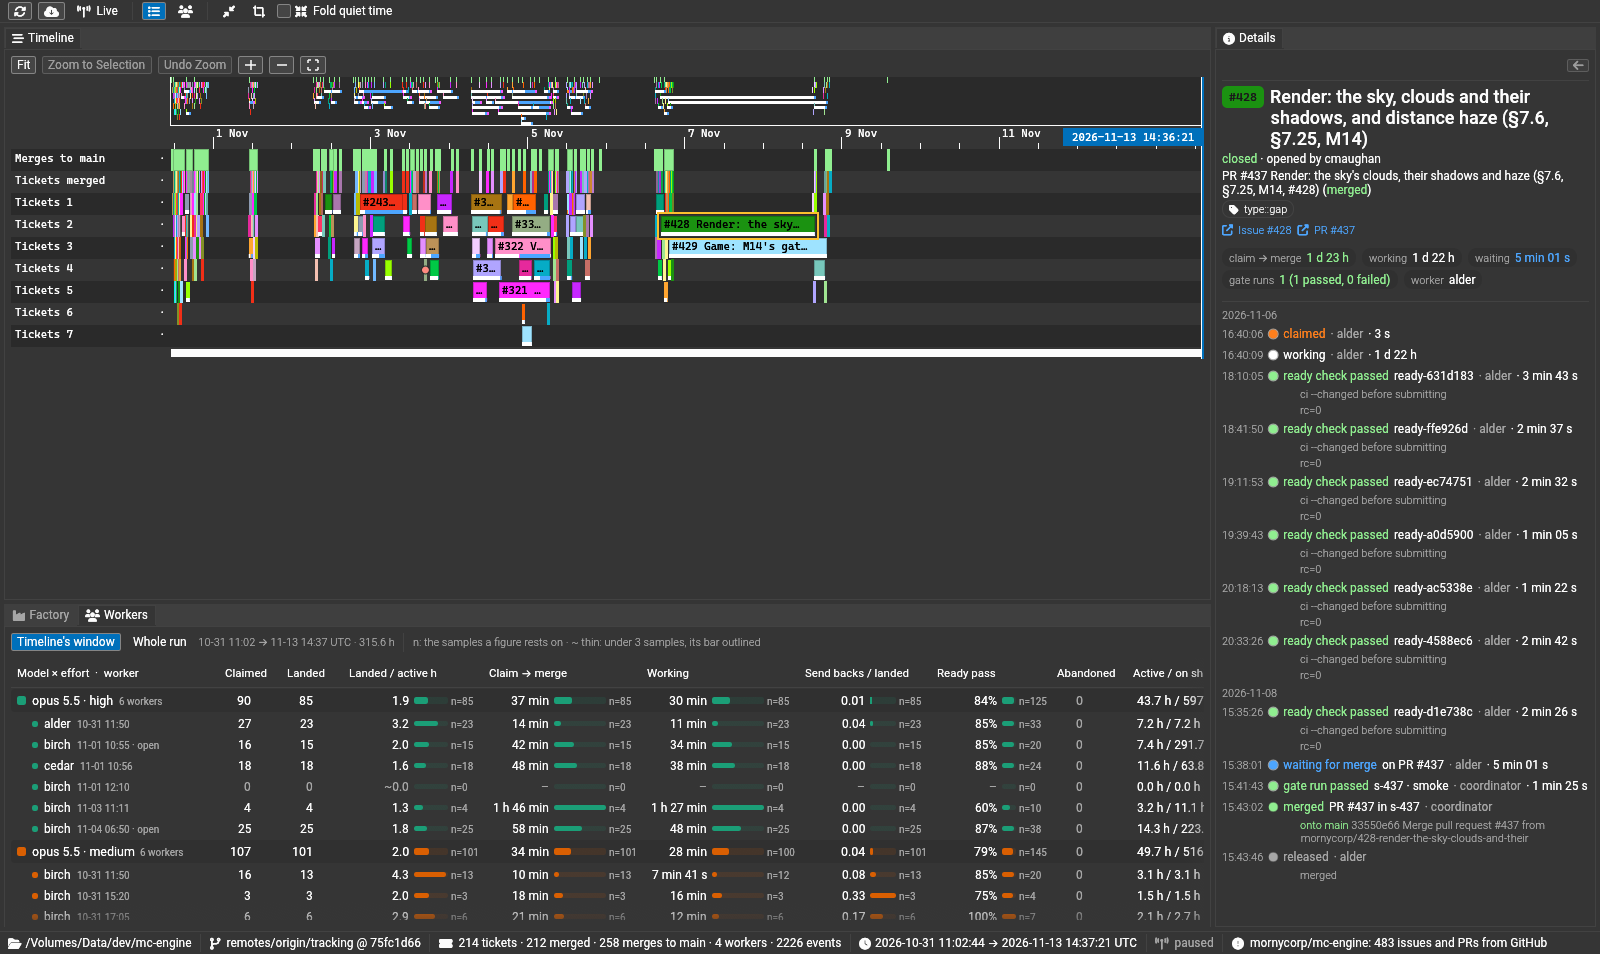 Live
Fold quiet time
Timeline
Fit Zoom to Selection Undo Zoom
1 Nov 3 Nov 5 Nov 7 Nov 9 Nov 11 Nov 2026-11-13 14:36:21
Merges to main
Tickets merged
Tickets 1 #243… #3… #…
Tickets 2 … … #33… #428 Render: the sky…
Tickets 3 … … #322 V… #429 Game: M14's gat…
Tickets 4 #3… … …
Tickets 5 … #321 …
Tickets 6
Tickets 7
Factory Workers
Timeline's window Whole run 10-31 11:02 → 11-13 14:37 UTC · 315.6 h n: the samples a figure rests on · ~ thin: under 3 samples, its bar outlined
Model × effort · worker Claimed Landed Landed / active h Claim → merge Working Send backs / landed Ready pass Abandoned Active / on sh
opus 5.5 · high 6 workers 90 85 1.9 n=85 37 min n=85 30 min n=85 0.01 n=85 84% n=125 0 43.7 h / 597
alder 10-31 11:50 27 23 3.2 n=23 14 min n=23 11 min n=23 0.04 n=23 85% n=33 0 7.2 h / 7.2 h
birch 11-01 10:55 · open 16 15 2.0 n=15 42 min n=15 34 min n=15 0.00 n=15 85% n=20 0 7.4 h / 291.7
cedar 11-01 10:56 18 18 1.6 n=18 48 min n=18 38 min n=18 0.00 n=18 88% n=24 0 11.6 h / 63.8
birch 11-01 12:10 0 0 ~0.0 n=0 – n=0 – n=0 – n=0 – n=0 0 0.0 h / 0.0 h
birch 11-03 11:11 4 4 1.3 n=4 1 h 46 min n=4 1 h 27 min n=4 0.00 n=4 60% n=10 0 3.2 h / 11.1 h
birch 11-04 06:50 · open 25 25 1.8 n=25 58 min n=25 48 min n=25 0.00 n=25 87% n=38 0 14.3 h / 223.
opus 5.5 · medium 6 workers 107 101 2.0 n=101 34 min n=101 28 min n=100 0.04 n=101 79% n=145 0 49.7 h / 516
birch 10-31 11:50 16 13 4.3 n=13 10 min n=13 7 min 41 s n=12 0.08 n=13 85% n=20 0 3.1 h / 3.1 h
birch 10-31 15:20 3 3 2.0 n=3 18 min n=3 16 min n=3 0.33 n=3 75% n=4 0 1.5 h / 1.5 h
birch 10-31 17:05 6 6 2.9 n=6 21 min n=6 12 min n=6 0.17 n=6 100% n=7 0 2.1 h / 2.7 h
Details
#428 Render: the sky, clouds and their
shadows, and distance haze (§7.6,
§7.25, M14)
closed · opened by cmaughan
PR #437 Render: the sky's clouds, their shadows and haze (§7.6,
§7.25, M14, #428) (merged)
type::gap
Issue #428 PR #437
claim → merge 1 d 23 h working 1 d 22 h waiting 5 min 01 s
gate runs 1 (1 passed, 0 failed) worker alder
2026-11-06
16:40:06 claimed · alder · 3 s
16:40:09 working · alder · 1 d 22 h
18:10:05 ready check passed ready-631d183 · alder · 3 min 43 s
ci --changed before submitting
rc=0
18:41:50 ready check passed ready-ffe926d · alder · 2 min 37 s
ci --changed before submitting
rc=0
19:11:53 ready check passed ready-ec74751 · alder · 2 min 32 s
ci --changed before submitting
rc=0
19:39:43 ready check passed ready-a0d5900 · alder · 1 min 05 s
ci --changed before submitting
rc=0
20:18:13 ready check passed ready-ac5338e · alder · 1 min 22 s
ci --changed before submitting
rc=0
20:33:26 ready check passed ready-4588ec6 · alder · 2 min 42 s
ci --changed before submitting
rc=0
2026-11-08
15:35:26 ready check passed ready-d1e738c · alder · 2 min 26 s
ci --changed before submitting
rc=0
15:38:01 waiting for merge on PR #437 · alder · 5 min 01 s
15:41:43 gate run passed s-437 · smoke · coordinator · 1 min 25 s
15:43:02 merged PR #437 in s-437 · coordinator
onto main 33550e66 Merge pull request #437 from
mornycorp/428-render-the-sky-clouds-and-their
15:43:46 released · alder
merged
/Volumes/Data/dev/mc-engine remotes/origin/tracking @ 75fc1d66 214 tickets · 212 merged · 258 merges to main · 4 workers · 2226 events 2026-10-31 11:02:44 → 2026-11-13 14:37:21 UTC paused mornycorp/mc-engine: 483 issues and PRs from GitHub